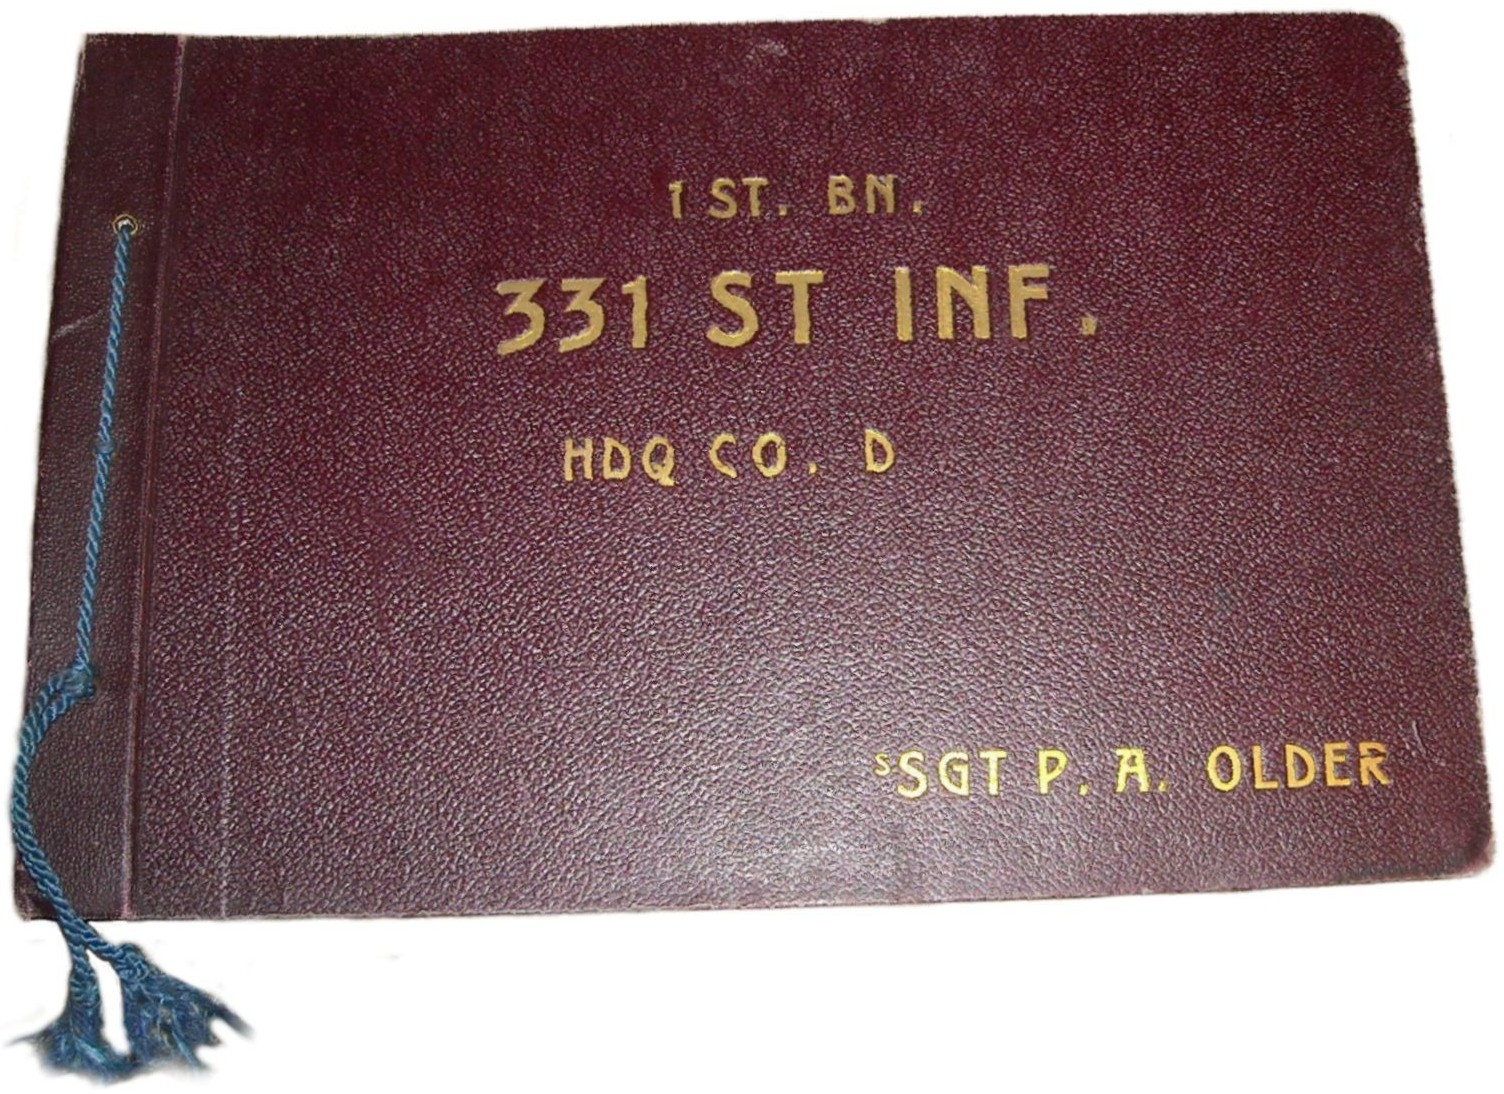 1 ST. BN.
331 ST INF.
HDQ CO. D
SSGT P. A. OLDER